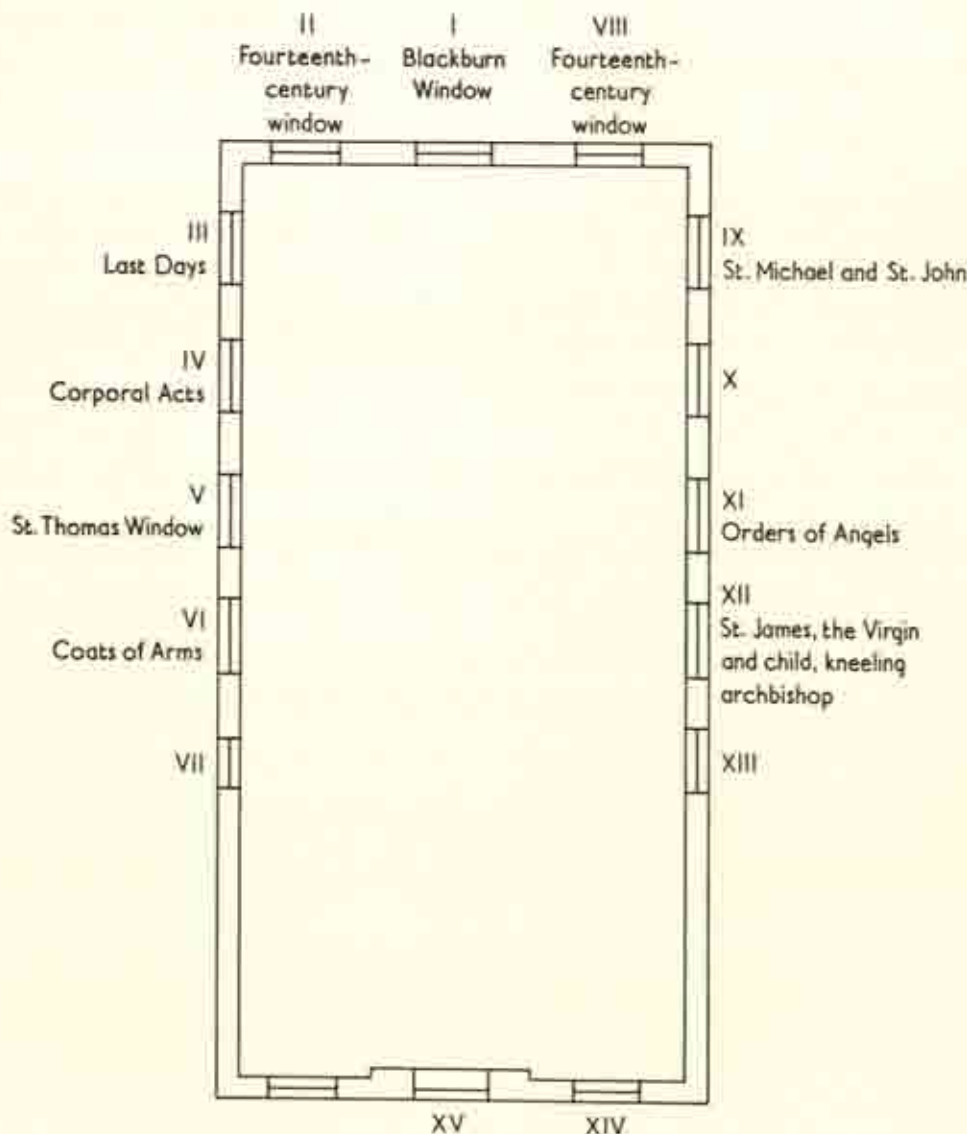 II
Fourteenth-
century
window
I
Blackburn
Window
VIII
Fourteenth-
century
window
III
Last Days
IV
Corporal Acts
V
St. Thomas Window
VI
Coats of Arms
VII
IX
St. Michael and St. John
X
XI
Orders of Angels
XII
St. James, the Virgin
and child, kneeling
archbishop
XIII
XV
XIV